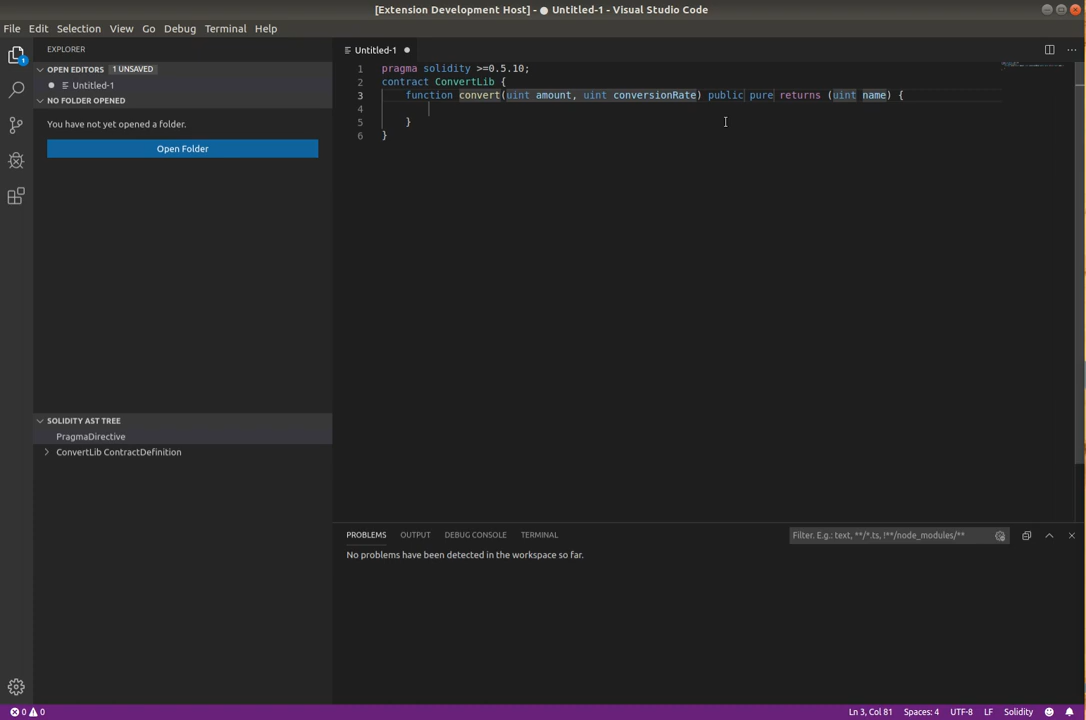 [Extension Development Host] - ● Untitled-1 - Visual Studio Code
File Edit Selection View Go Debug Terminal Help
EXPLORER
OPEN EDITORS 1 UNSAVED
Untitled-1
NO FOLDER OPENED
You have not yet opened a folder.
Open Folder
SOLIDITY AST TREE
PragmaDirective
ConvertLib ContractDefinition
Untitled-1
1 pragma solidity >=0.5.10;
2 contract ConvertLib {
3 function convert(uint amount, uint conversionRate) public pure returns (uint name) {
4
5 }
6 }
PROBLEMS OUTPUT DEBUG CONSOLE TERMINAL
Filter. E.g.: text, **/*.ts, !**/node_modules/**
No problems have been detected in the workspace so far.
1
0 0 Ln 3, Col 81 Spaces: 4 UTF-8 LF Solidity